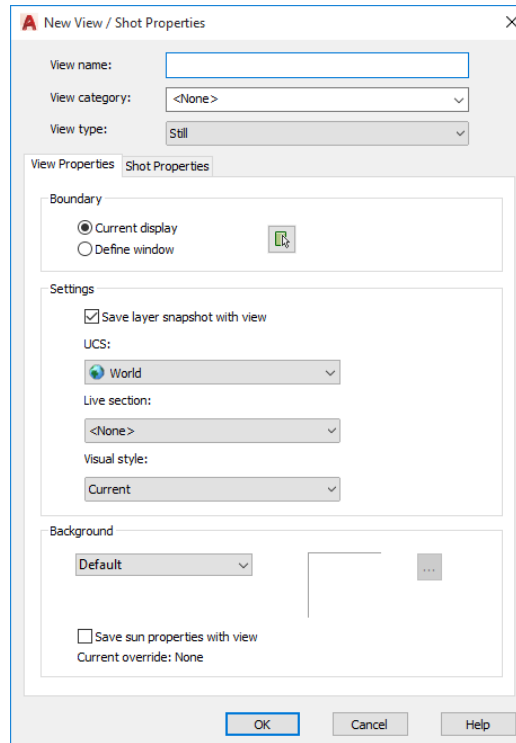 New View / Shot Properties
View name:
View category: <None>
View type: Still
View Properties Shot Properties
Boundary
Current display
Define window
Settings
Save layer snapshot with view
UCS:
World
Live section:
<None>
Visual style:
Current
Background
Default
...
Save sun properties with view
Current override: None
OK Cancel Help